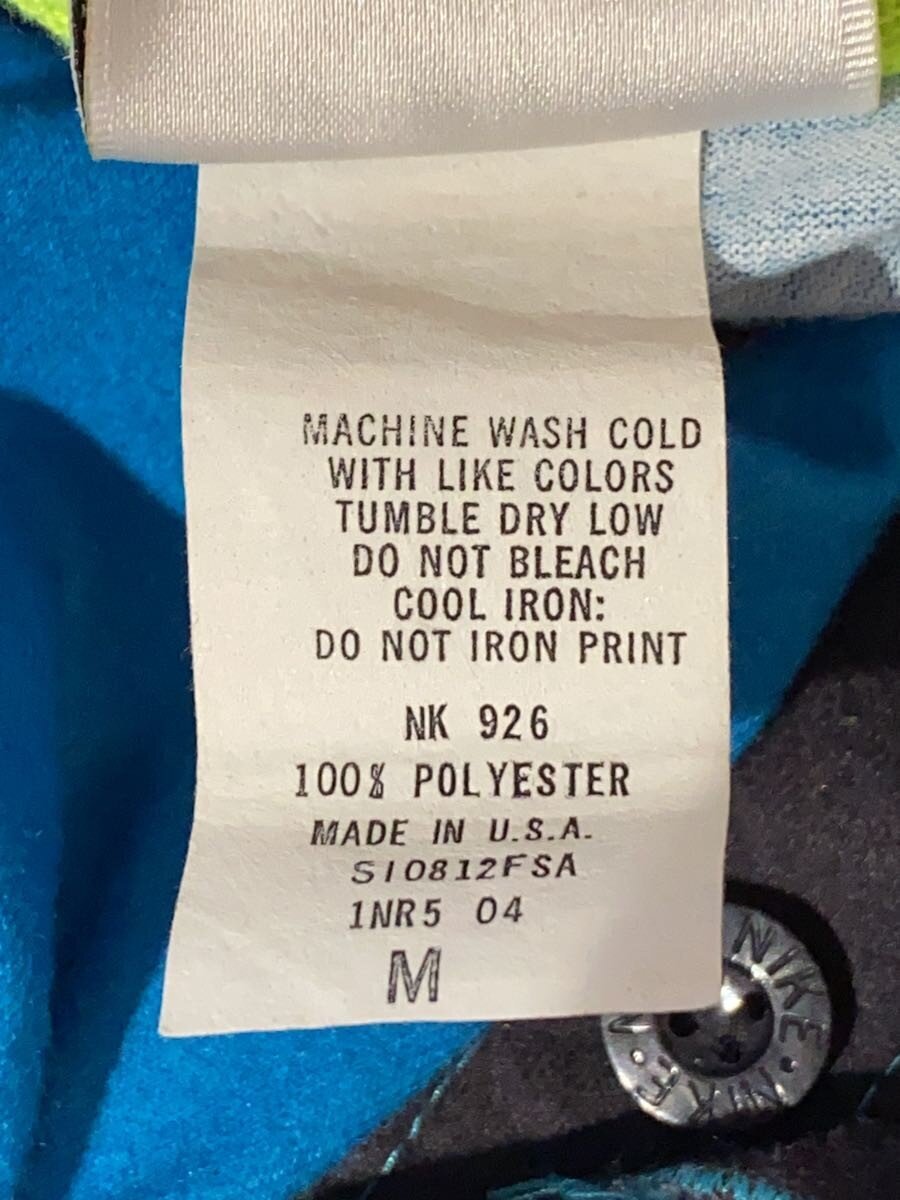 MACHINE WASH COLD
WITH LIKE COLORS
TUMBLE DRY LOW
DO NOT BLEACH
COOL IRON:
DO NOT IRON PRINT
NK 926
100% POLYESTER
MADE IN U.S.A.
S10812FSA
1NR5 04
M
NIKE • NIKE